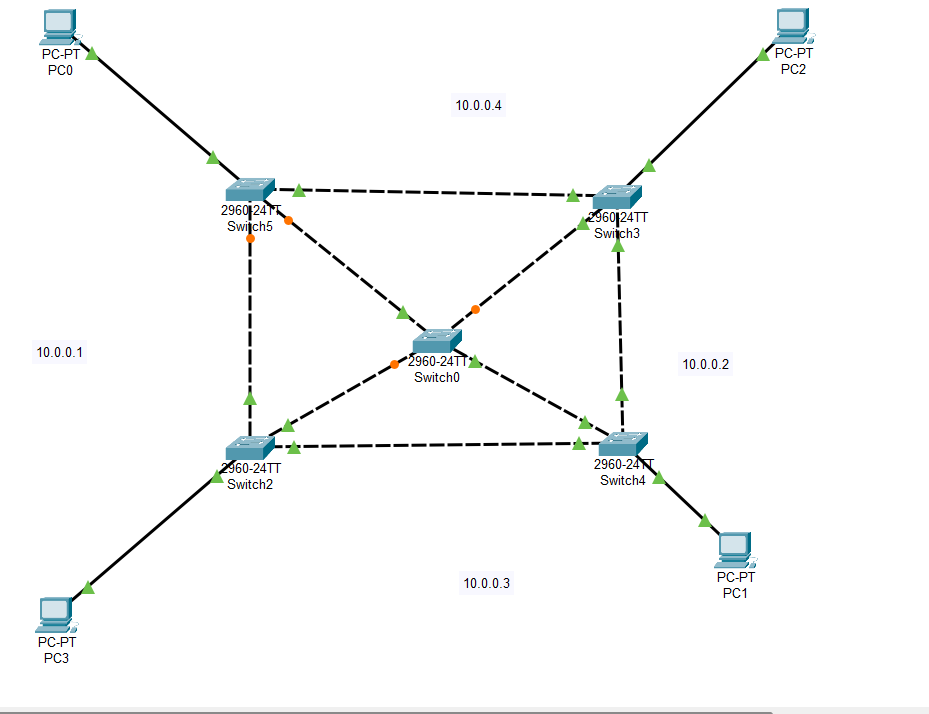 PC-PT
PC0
PC-PT
PC2
10.0.0.4
2960-24TT
Switch5
2960-24TT
Switch3
10.0.0.1
2960-24TT
Switch0
10.0.0.2
2960-24TT
Switch2
2960-24TT
Switch4
10.0.0.3
PC-PT
PC1
PC-PT
PC3